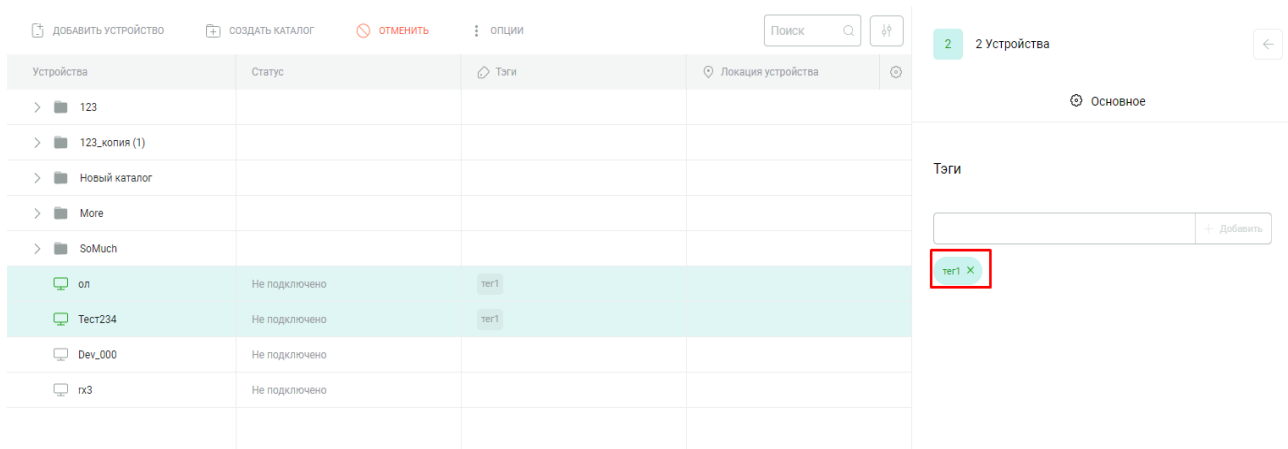 ДОБАВИТЬ УСТРОЙСТВО СОЗДАТЬ КАТАЛОГ ОТМЕНИТЬ ОПЦИИ Поиск
Устройства Статус Тэги Локация устройства
123
123_копия (1)
Новый каталог
More
SoMuch
ол Не подключено тег1
Тест234 Не подключено тег1
Dev_000 Не подключено
rx3 Не подключено
2 2 Устройства
Основное
Тэги
+ Добавить
тег1 ×